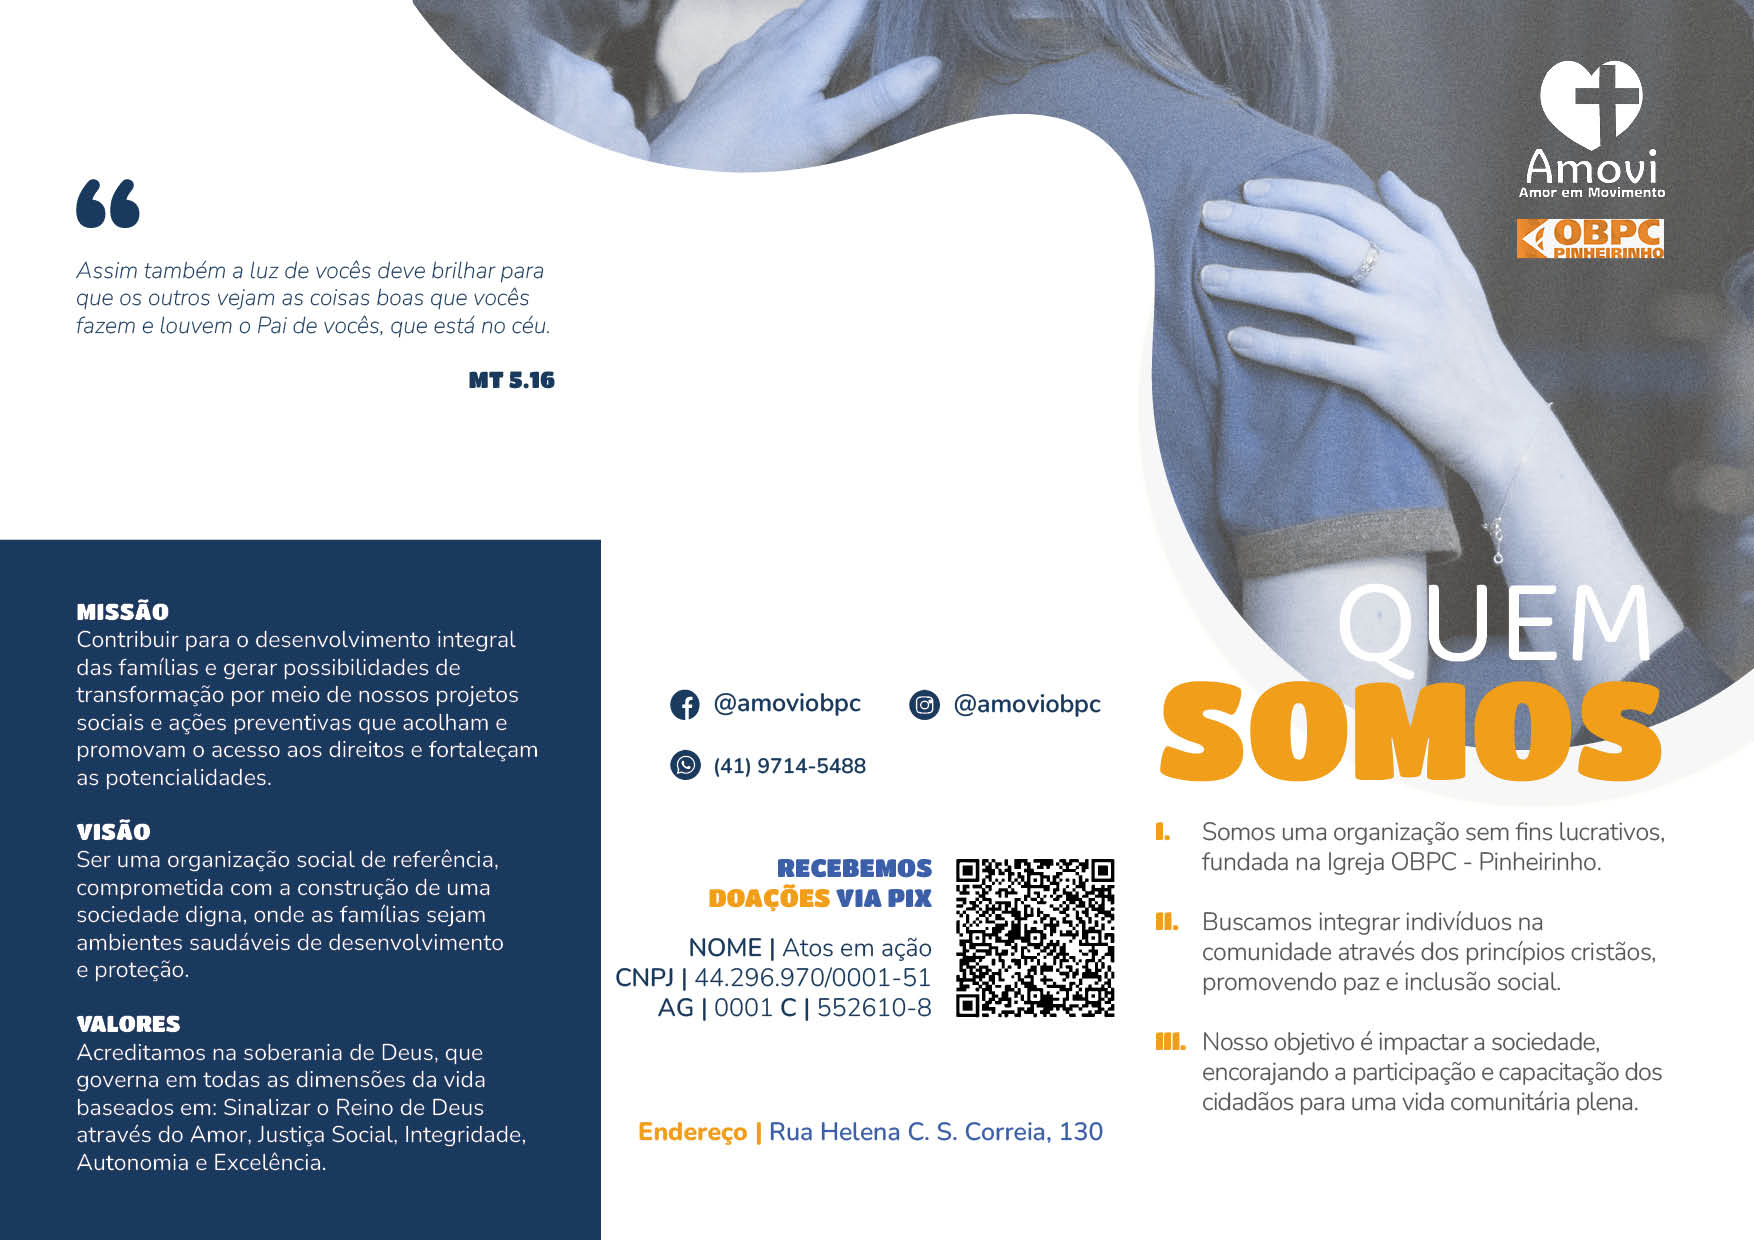 Assim também a luz de vocês deve brilhar para
que os outros vejam as coisas boas que vocês
fazem e louvem o Pai de vocês, que está no céu.
MT 5.16
MISSÃO
Contribuir para o desenvolvimento integral
das famílias e gerar possibilidades de
transformação por meio de nossos projetos
sociais e ações preventivas que acolham e
promovam o acesso aos direitos e fortaleçam
as potencialidades.
VISÃO
Ser uma organização social de referência,
comprometida com a construção de uma
sociedade digna, onde as famílias sejam
ambientes saudáveis de desenvolvimento
e proteção.
VALORES
Acreditamos na soberania de Deus, que
governa em todas as dimensões da vida
baseados em: Sinalizar o Reino de Deus
através do Amor, Justiça Social, Integridade,
Autonomia e Excelência.
@amoviobpc
@amoviobpc
(41) 9714-5488
RECEBEMOS
DOAÇÕES VIA PIX
NOME | Atos em ação
CNPJ | 44.296.970/0001-51
AG | 0001 C | 552610-8
Endereço | Rua Helena C. S. Correia, 130
Amovi
Amor em Movimento
OBPC
PINHEIRINHO
QUEM
SOMOS
I. Somos uma organização sem fins lucrativos,
fundada na Igreja OBPC - Pinheirinho.
II. Buscamos integrar indivíduos na
comunidade através dos princípios cristãos,
promovendo paz e inclusão social.
III. Nosso objetivo é impactar a sociedade,
encorajando a participação e capacitação dos
cidadãos para uma vida comunitária plena.